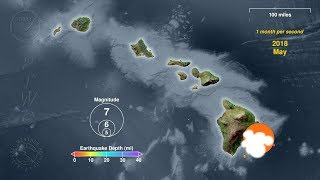 100 miles
1 month per second
2018
May
Magnitude
7
6
5
Earthquake Depth (mi)
0 10 20 30 40